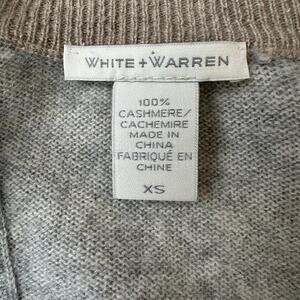 WHITE + WARREN
100%
CASHMERE/
CACHEMIRE
MADE IN
CHINA
FABRIQUÉ EN
CHINE
XS